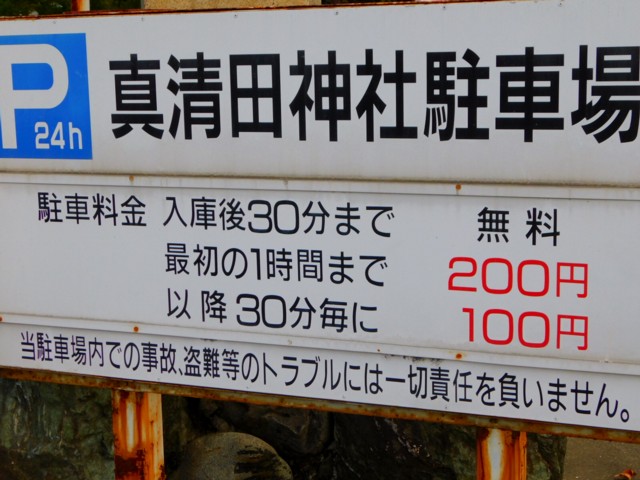 P 24h 真清田神社駐車場
駐車料金 入庫後30分まで 無料
最初の1時間まで 200円
以降30分毎に 100円
当駐車場内での事故、盗難等のトラブルには一切責任を負いません。